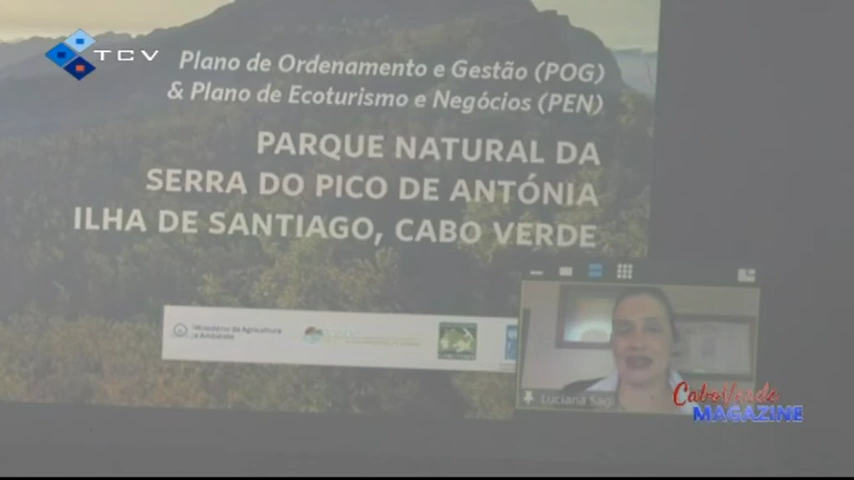 TCV
Plano de Ordenamento e Gestão (POG)
& Plano de Ecoturismo e Negócios (PEN)
PARQUE NATURAL DA
SERRA DO PICO DE ANTÓNIA
ILHA DE SANTIAGO, CABO VERDE
Ministério da Agricultura
e Ambiente
Luciana Sagi
CaboVerde
MAGAZINE